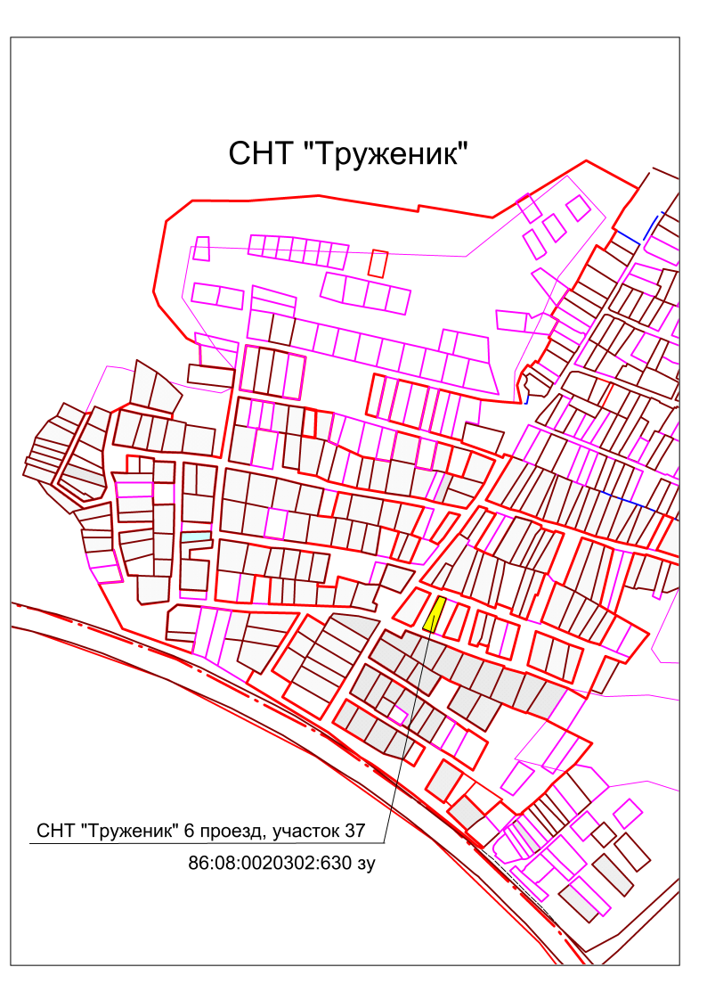 СНТ "Труженик"
СНТ "Труженик" 6 проезд, участок 37
86:08:0020302:630 зу